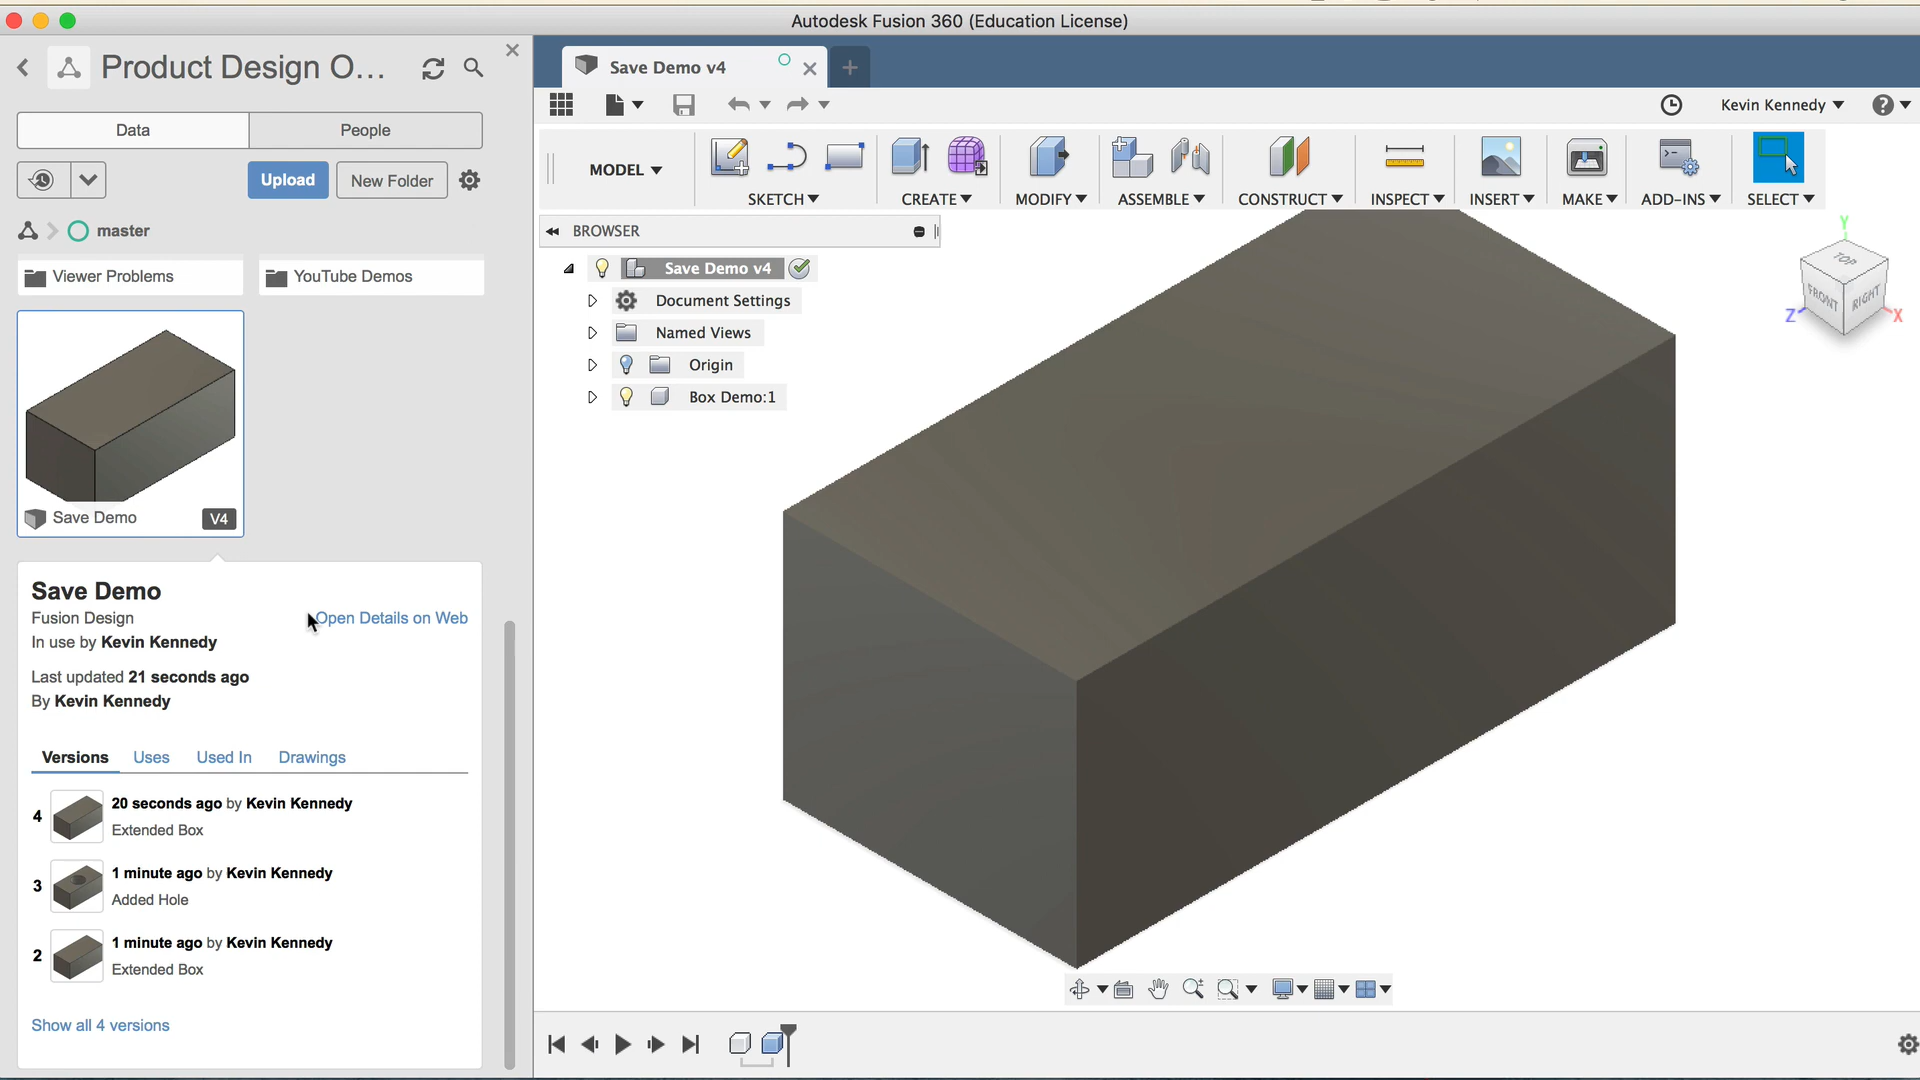 Autodesk Fusion 360 (Education License)
Product Design O...
Save Demo v4
Kevin Kennedy
Data
People
Upload
New Folder
MODEL
SKETCH
CREATE
MODIFY
ASSEMBLE
CONSTRUCT
INSPECT
INSERT
MAKE
ADD-INS
SELECT
master
BROWSER
Viewer Problems
YouTube Demos
Save Demo v4
Document Settings
Named Views
Origin
Box Demo:1
Y
TOP
FRONT
RIGHT
Z
X
Save Demo
V4
Save Demo
Fusion Design
Open Details on Web
In use by Kevin Kennedy
Last updated 21 seconds ago
By Kevin Kennedy
Versions
Uses
Used In
Drawings
4
20 seconds ago by Kevin Kennedy
Extended Box
3
1 minute ago by Kevin Kennedy
Added Hole
2
1 minute ago by Kevin Kennedy
Extended Box
Show all 4 versions